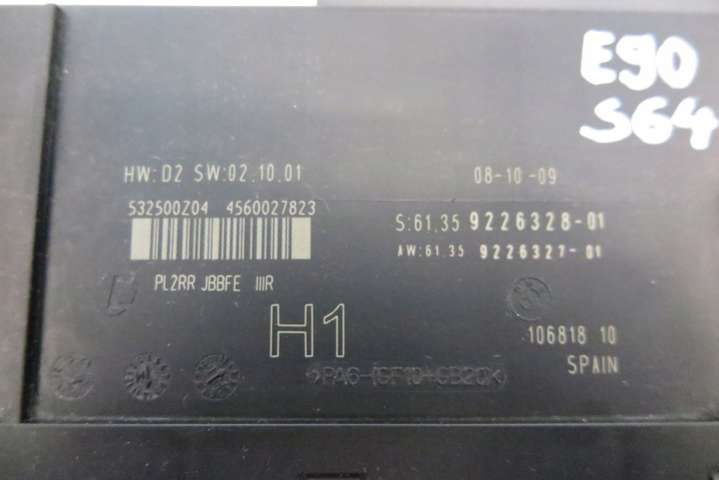 E90
S64
HW:D2 SW:02.10.01
08-10-09
532500Z04 4560027823
S:61.35 9226328-01
AW:61.35 9226327-01
PL2RR JBBFE IIIR
H1
106818 10
SPAIN